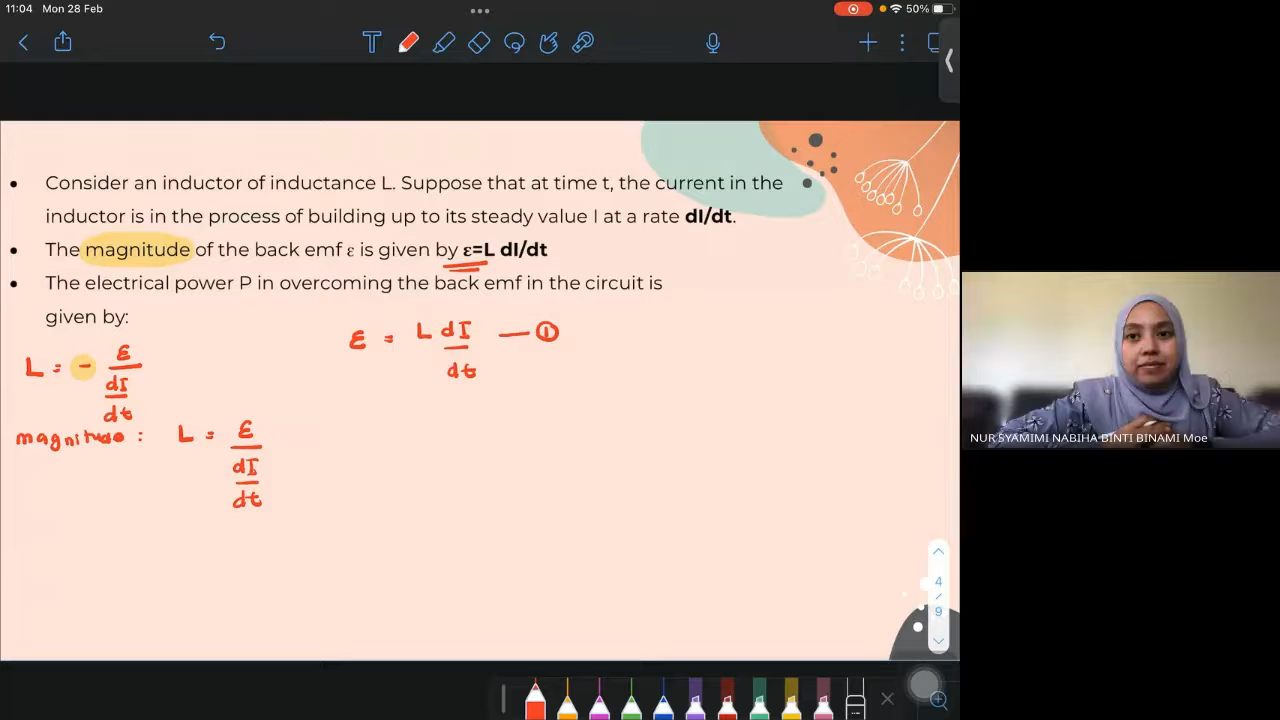 11:04 Mon 28 Feb
50%
T
• Consider an inductor of inductance L. Suppose that at time t, the current in the
inductor is in the process of building up to its steady value I at a rate dI/dt.
• The magnitude of the back emf ε is given by ε=L dI/dt
• The electrical power P in overcoming the back emf in the circuit is
given by:
ε = L dI/dt — ①
L = - ε / dI/dt
magnitude : L = ε / dI/dt
NUR SYAMIMI NABIHA BINTI BINAMI Moe
4
/
9